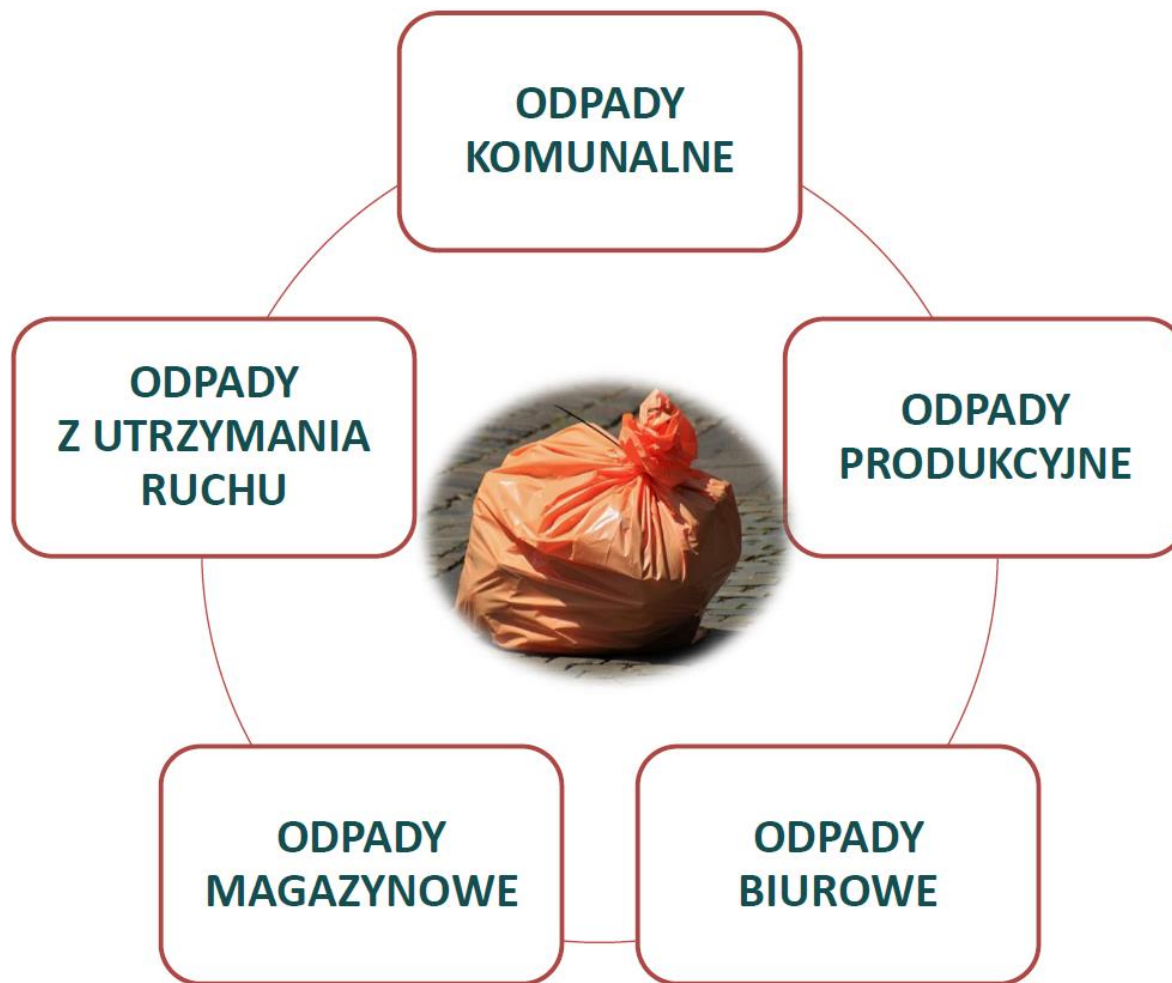 ODPADY
KOMUNALNE
ODPADY
Z UTRZYMANIA
RUCHU
ODPADY
PRODUKCYJNE
ODPADY
MAGAZYNOWE
ODPADY
BIUROWE